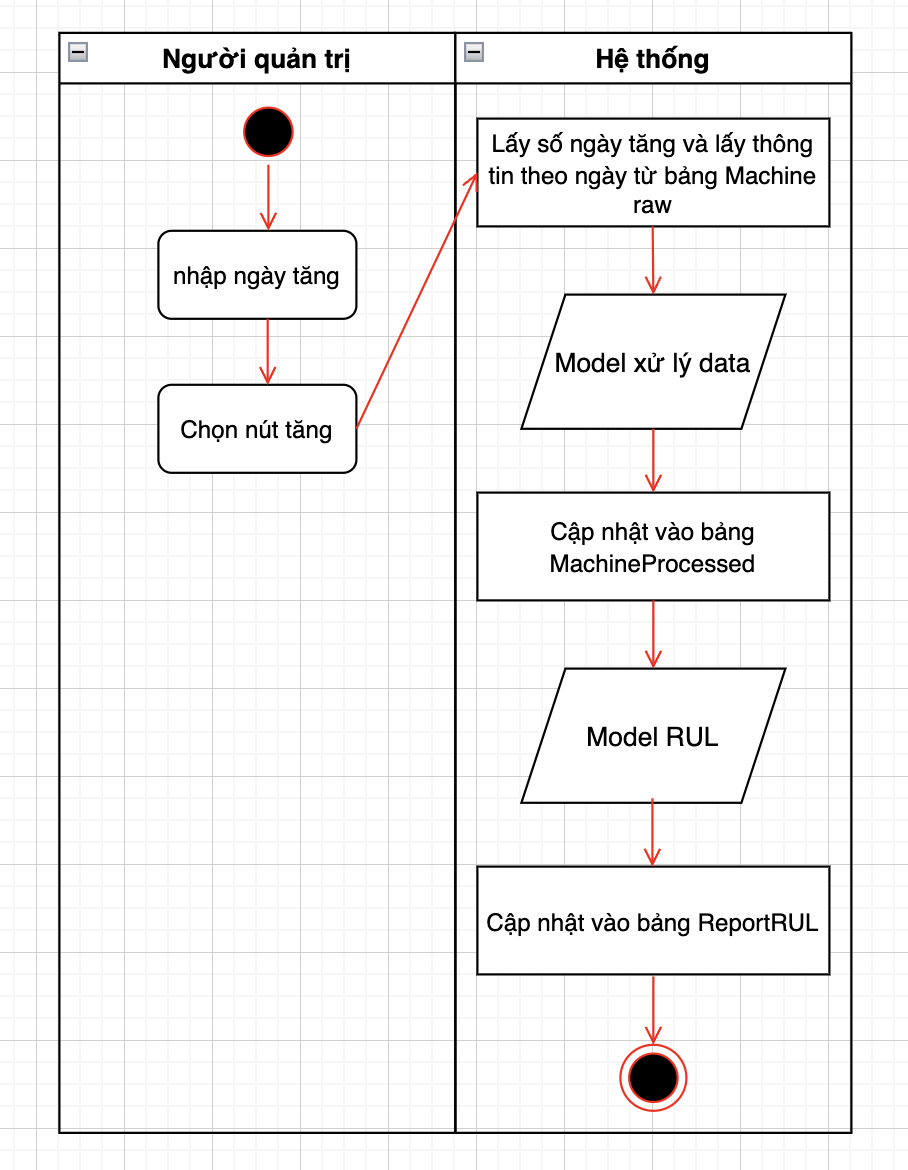 Người quản trị
Hệ thống
nhập ngày tăng
Chọn nút tăng
Lấy số ngày tăng và lấy thông
tin theo ngày từ bảng Machine
raw
Model xử lý data
Cập nhật vào bảng
MachineProcessed
Model RUL
Cập nhật vào bảng ReportRUL